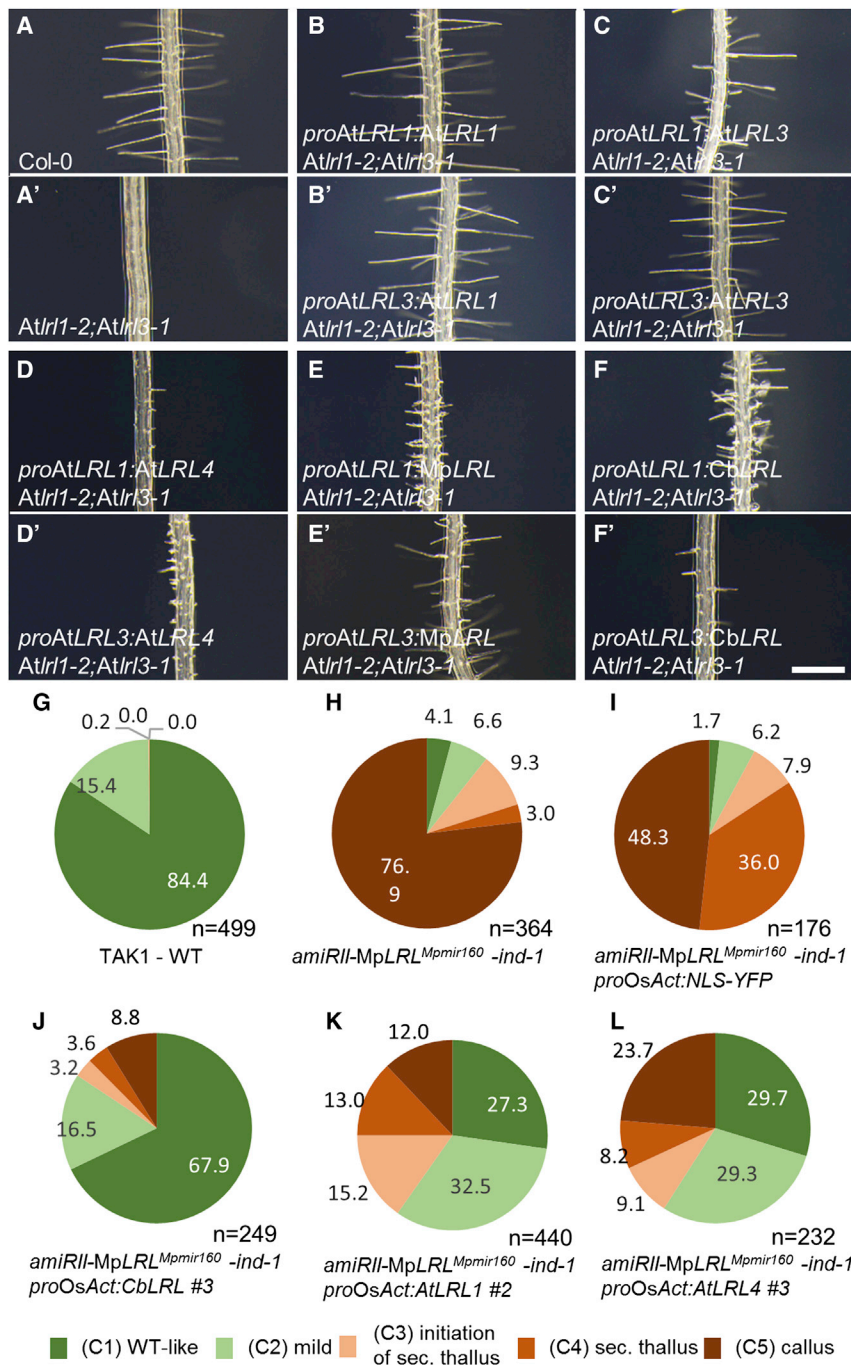 A
Col-0
B
proAtLRL1:AtLRL1
Atlrl1-2;Atlrl3-1
C
proAtLRL1:AtLRL3
Atlrl1-2;Atlrl3-1
A’
Atlrl1-2;Atlrl3-1
B’
proAtLRL3:AtLRL1
Atlrl1-2;Atlrl3-1
C’
proAtLRL3:AtLRL3
Atlrl1-2;Atlrl3-1
D
proAtLRL1:AtLRL4
Atlrl1-2;Atlrl3-1
E
proAtLRL1:MpLRL
Atlrl1-2;Atlrl3-1
F
proAtLRL1:CbLRL
Atlrl1-2;Atlrl3-1
D’
proAtLRL3:AtLRL4
Atlrl1-2;Atlrl3-1
E’
proAtLRL3:MpLRL
Atlrl1-2;Atlrl3-1
F’
proAtLRL3:CbLRL
Atlrl1-2;Atlrl3-1
G
0.2 0.0 0.0
15.4
84.4
n=499
TAK1 - WT
H
4.1
6.6
9.3
3.0
76.
9
n=364
amiRII-MpLRLMpmir160 -ind-1
I
1.7
6.2
7.9
36.0
48.3
n=176
amiRII-MpLRLMpmir160 -ind-1
proOsAct:NLS-YFP
J
8.8
3.6
3.2
16.5
67.9
n=249
amiRII-MpLRLMpmir160 -ind-1
proOsAct:CbLRL #3
K
12.0
13.0
27.3
15.2
32.5
n=440
amiRII-MpLRLMpmir160 -ind-1
proOsAct:AtLRL1 #2
L
23.7
29.7
8.2
9.1
29.3
n=232
amiRII-MpLRLMpmir160 -ind-1
proOsAct:AtLRL4 #3
(C1) WT-like
(C2) mild
(C3) initiation
of sec. thallus
(C4) sec. thallus
(C5) callus